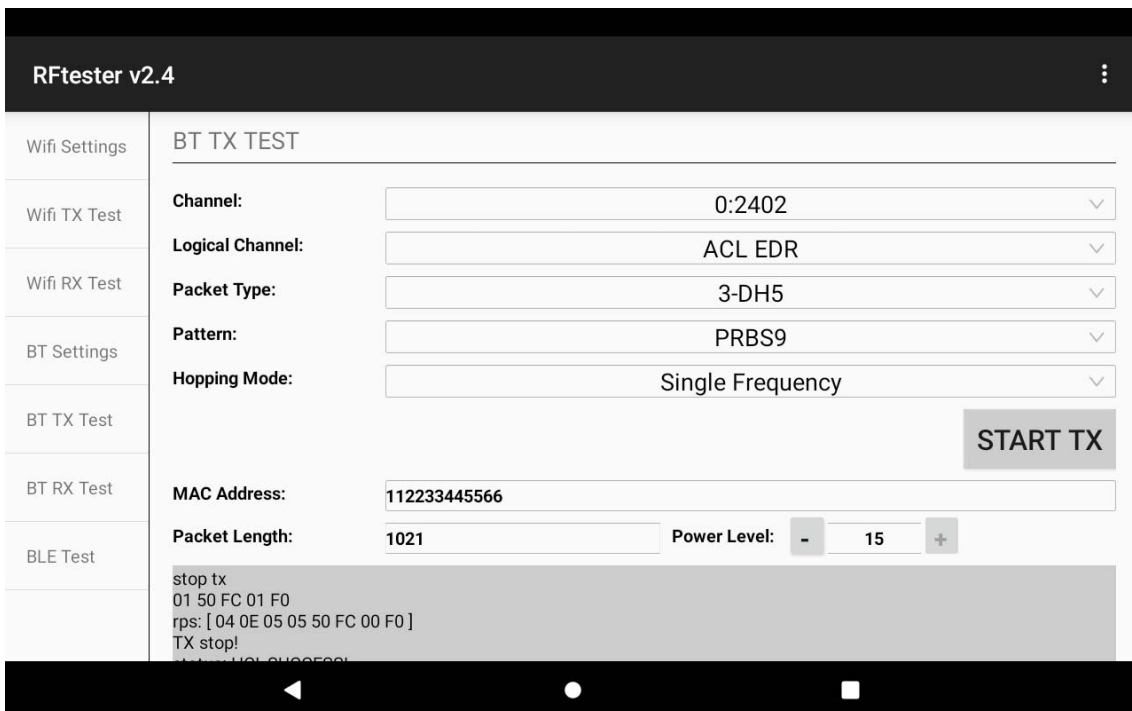 RFtester v2.4
Wifi Settings
Wifi TX Test
Wifi RX Test
BT Settings
BT TX Test
BT RX Test
BLE Test
BT TX TEST
Channel: 0:2402
Logical Channel: ACL EDR
Packet Type: 3-DH5
Pattern: PRBS9
Hopping Mode: Single Frequency
START TX
MAC Address: 112233445566
Packet Length: 1021 Power Level: - 15 +
stop tx
01 50 FC 01 F0
rps: [ 04 0E 05 05 50 FC 00 F0 ]
TX stop!